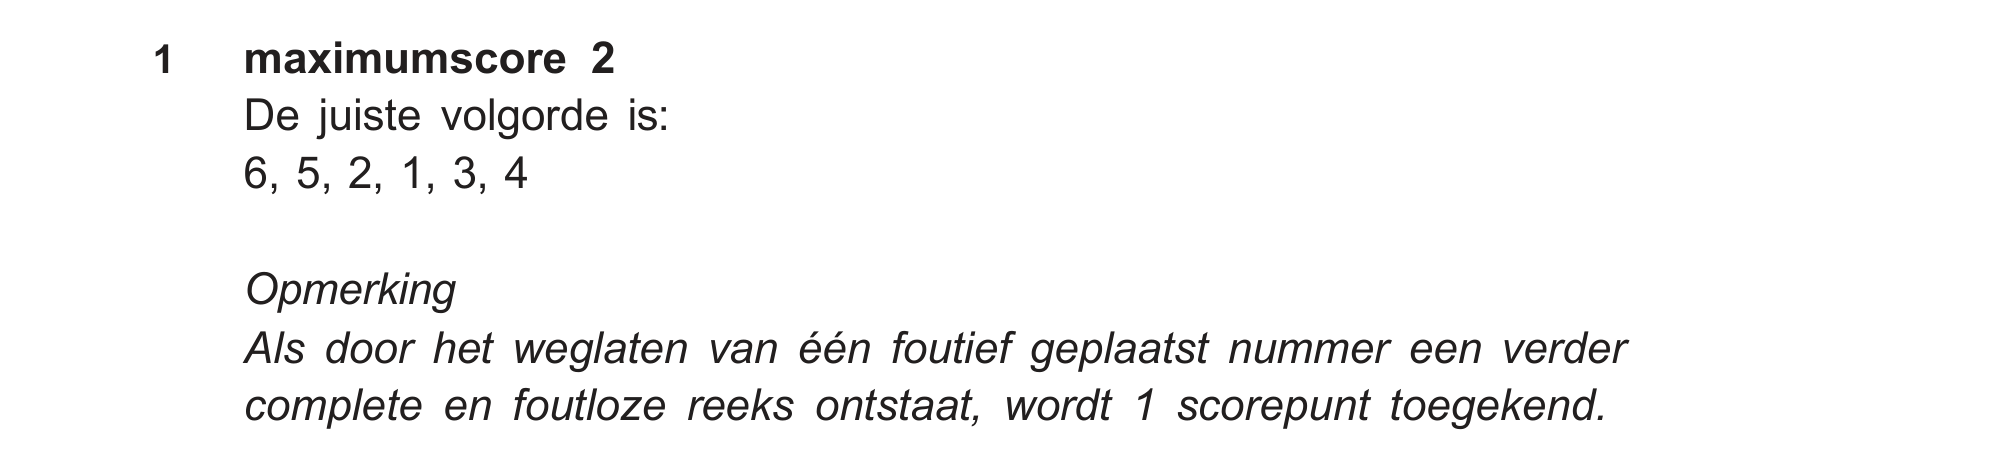 1 maximumscore 2
De juiste volgorde is:
6, 5, 2, 1, 3, 4
Opmerking
Als door het weglaten van één foutief geplaatst nummer een verder
complete en foutloze reeks ontstaat, wordt 1 scorepunt toegekend.